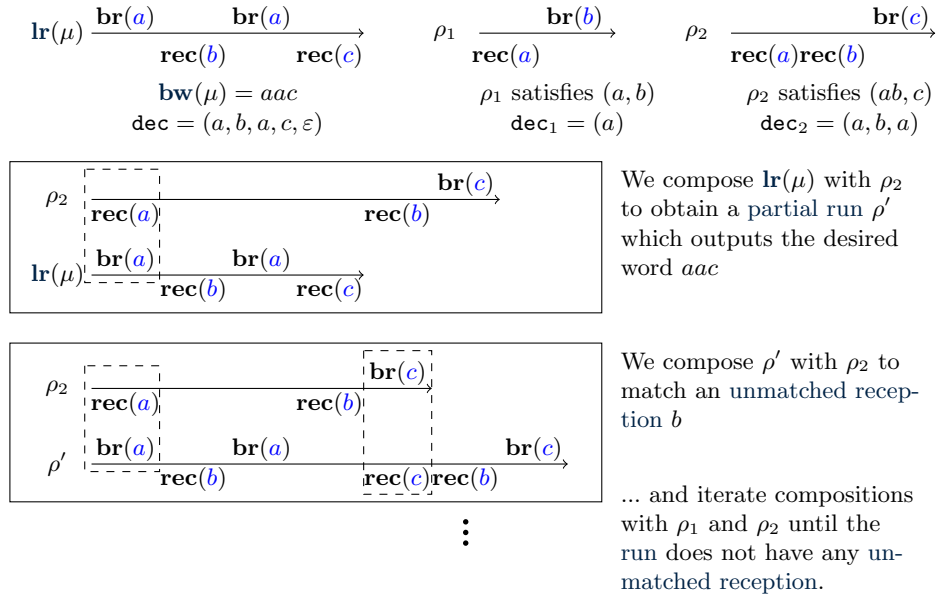 br(a) br(a) br(b) br(c)
lr(μ) ρ₁ ρ₂
rec(b) rec(c) rec(a) rec(a)rec(b)
bw(μ) = aac ρ₁ satisfies (a, b) ρ₂ satisfies (ab, c)
dec = (a, b, a, c, ε) dec₁ = (a) dec₂ = (a, b, a)
br(c)
ρ₂
rec(a) rec(b)
br(a) br(a)
lr(μ)
rec(b) rec(c)
We compose lr(μ) with ρ₂
to obtain a partial run ρ′
which outputs the desired
word aac
br(c)
ρ₂
rec(a) rec(b)
br(a) br(a) br(c)
ρ′
rec(b) rec(c)rec(b)
We compose ρ′ with ρ₂ to
match an unmatched recep-
tion b
... and iterate compositions
with ρ₁ and ρ₂ until the
run does not have any un-
matched reception.